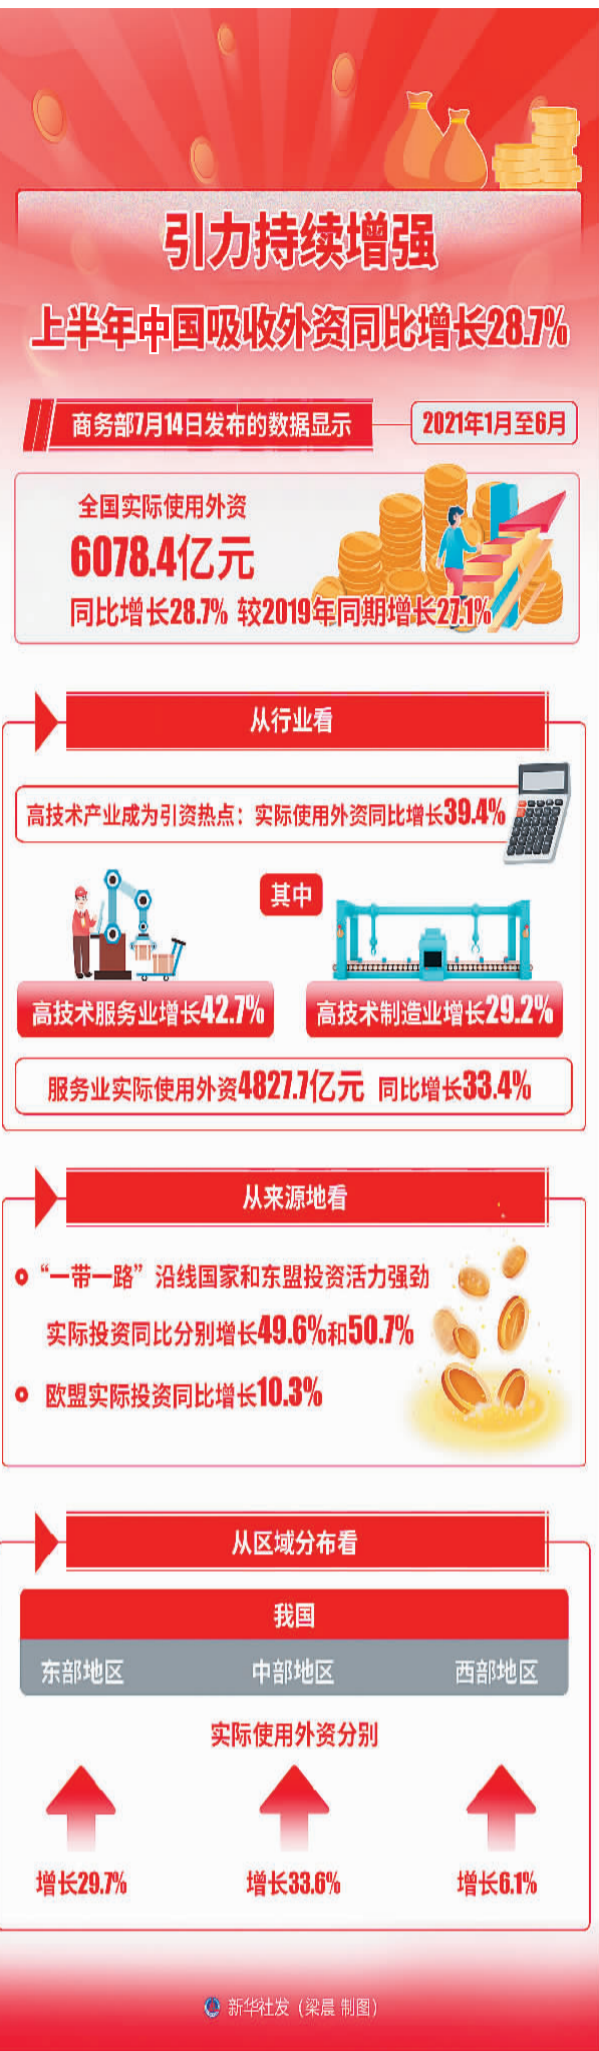 引力持续增强
上半年中国吸收外资同比增长28.7%
商务部7月14日发布的数据显示
2021年1月至6月
全国实际使用外资
6078.4亿元
同比增长28.7% 较2019年同期增长27.1%
从行业看
高技术产业成为引资热点：实际使用外资同比增长39.4%
其中
高技术服务业增长42.7%
高技术制造业增长29.2%
服务业实际使用外资4827.7亿元 同比增长33.4%
从来源地看
“一带一路”沿线国家和东盟投资活力强劲
实际投资同比分别增长49.6%和50.7%
欧盟实际投资同比增长10.3%
从区域分布看
我国
东部地区 中部地区 西部地区
实际使用外资分别
增长29.7% 增长33.6% 增长6.1%
新华社发（梁晨 制图）